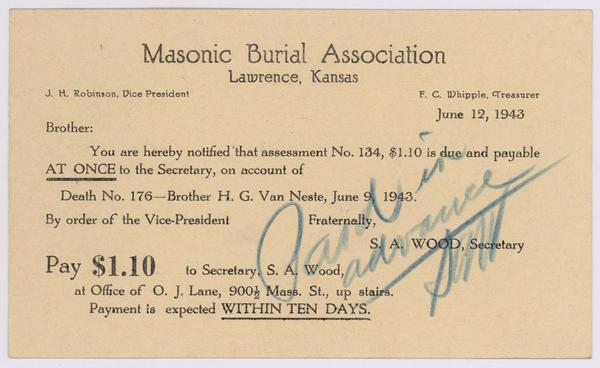 Masonic Burial Association
Lawrence, Kansas
J. H. Robinson, Vice President F. C. Whipple, Treasurer
June 12, 1943
Brother:
You are hereby notified that assessment No. 134, $1.10 is due and payable
AT ONCE to the Secretary, on account of
Death No. 176—Brother H. G. Van Neste, June 9, 1943.
By order of the Vice-President Fraternally,
S. A. WOOD, Secretary
Pay $1.10 to Secretary, S. A. Wood,
at Office of O. J. Lane, 900½ Mass. St., up stairs.
Payment is expected WITHIN TEN DAYS.
Paid in
advance